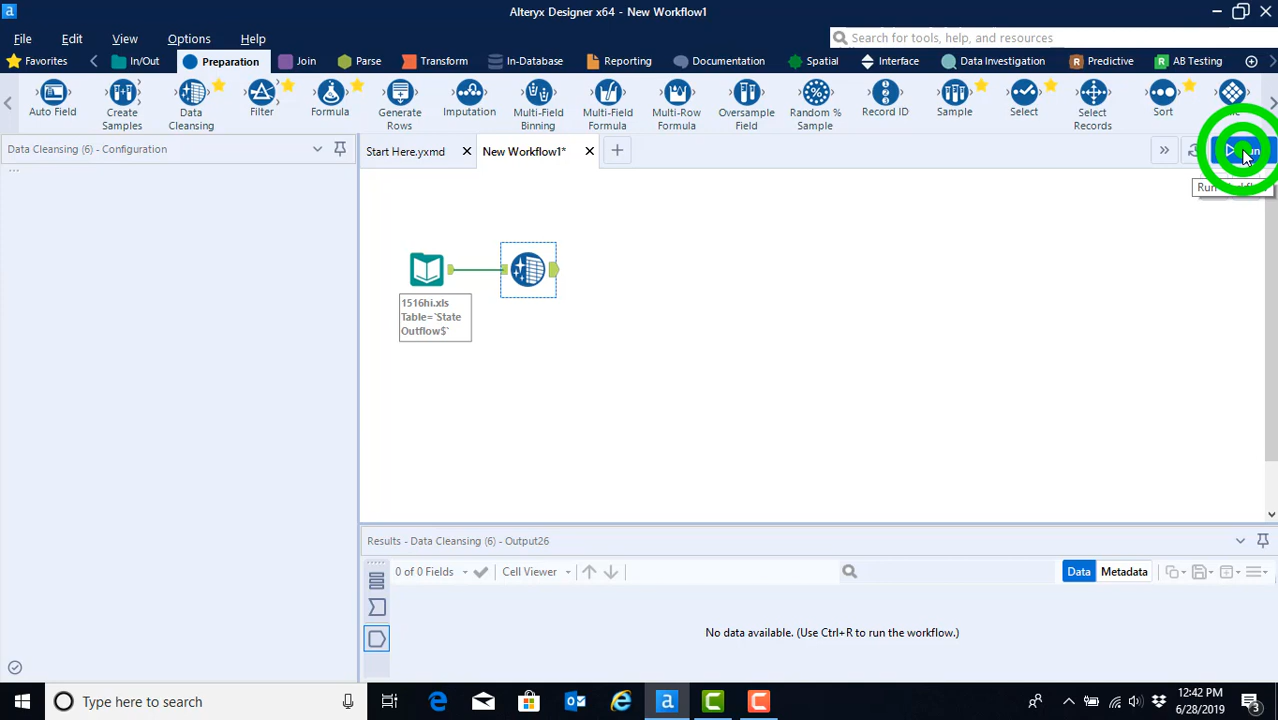 Alteryx Designer x64 - New Workflow1
File Edit View Options Help
Search for tools, help, and resources
Favorites In/Out Preparation Join Parse Transform In-Database Reporting Documentation Spatial Interface Data Investigation Predictive AB Testing
Auto Field Create Samples Data Cleansing Filter Formula Generate Rows Imputation Multi-Field Binning Multi-Field Formula Multi-Row Formula Oversample Field Random % Sample Record ID Sample Select Select Records Sort
Data Cleansing (6) - Configuration
Start Here.yxmd
New Workflow1*
1516hi.xls
Table=`State
Outflow$`
Results - Data Cleansing (6) - Output26
0 of 0 Fields Cell Viewer Data Metadata
No data available. (Use Ctrl+R to run the workflow.)
Type here to search
12:42 PM
6/28/2019
3